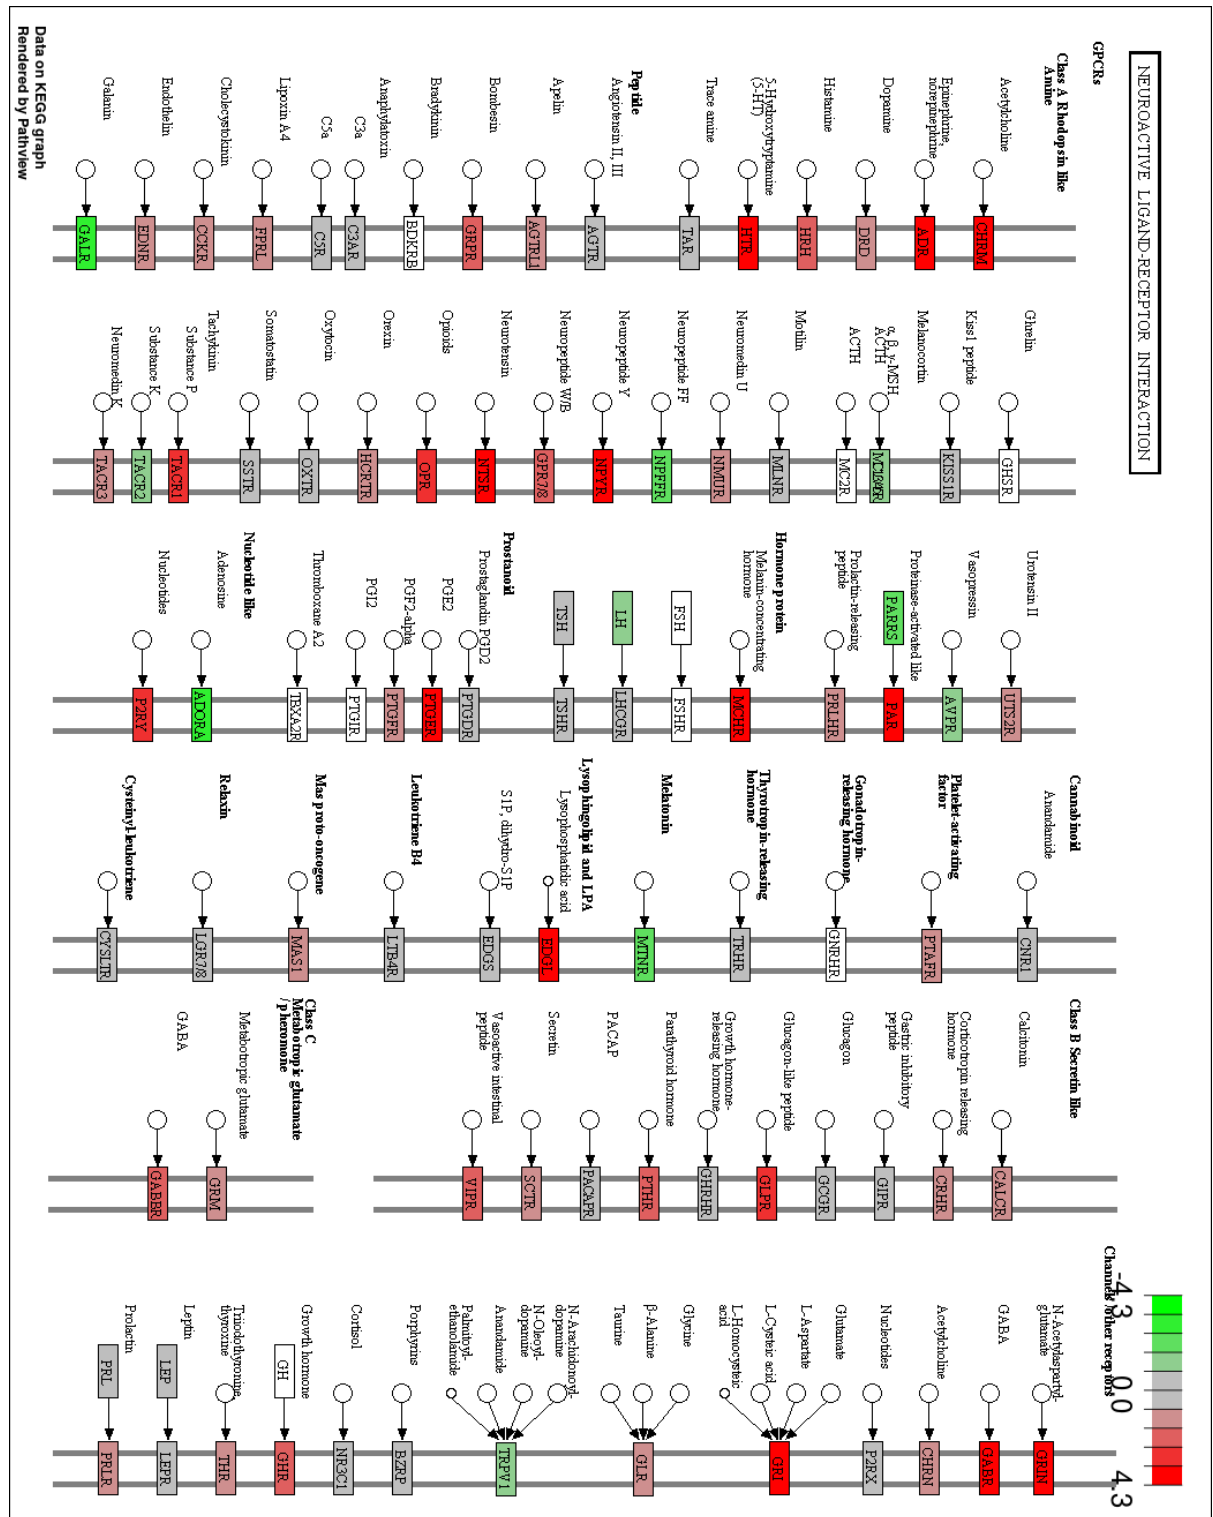 NEUROACTIVE LIGAND-RECEPTOR INTERACTION
GPCRs
Class A Rhodopsin like
Amine
Acetylcholine
CHRM
Epinephrine,
norepinephrine
ADR
Dopamine
DRD
Histamine
HRH
5-Hydroxytryptamine
(5-HT)
HTR
Trace amine
TAR
Peptide
Angiotensin II, III
AGTR
Apelin
AGTRL1
Bombesin
GRPR
Bradykinin
BDKRB
Anaphylatoxin
C3a
C3AR
C5a
C5R
Lipoxin A4
FPRL
Cholecystokinin
CCKR
Endothelin
EDNR
Galanin
GALR
Ghrelin
GHSR
Kiss1 peptide
KISS1R
Melanocortin
α, β, γ-MSH
ACTH
ACTH
MC2R
Motilin
MLNR
Neuromedin U
NMUR
Neuropeptide FF
NPFFR
Neuropeptide Y
NPYR
Neuropeptide W/B
GPR7/8
Neurotensin
NTSR
Opioids
OPR
Orexin
HCRTR
Oxytocin
OXTR
Somatostatin
SSTR
Tachykinin
Substance P
TACR1
Substance K
TACR2
Neuromedin K
TACR3
Urotensin II
UTS2R
Vasopressin
AVPR
Proteinase-activated like
PARRS
PAR
Prolactin-releasing
peptide
PRLHR
Hormone protein
Melanin-concentrating
hormone
MCHR
FSH
FSHR
LH
LHCGR
TSH
TSHR
Prostanoid
Prostaglandin PGD2
PTGDR
PGE2
PTGER
PGF2-alpha
PTGFR
PGI2
PTGIR
Thromboxane A2
TBXA2R
Nucleotide like
Adenosine
ADORA
Nucleotides
P2RY
Cannabinoid
Anandamide
CNR1
Platelet-activating
factor
PTAFR
Gonadotropin-
releasing hormone
GNRHR
Thyrotropin-releasing
hormone
TRHR
Melatonin
MTNR
Lysophingolipid and LPA
Lysophosphatidic acid
EDGL
S1P, dihydro-S1P
EDGS
Leukotriene B4
LTB4R
Mas proto-oncogene
MAS1
Relaxin
LGR7/8
Cysteinyl-leukotriene
CYSLTR
Class B Secretin like
Calcitonin
CALCR
Corticotropin releasing
hormone
CRHR
Gastric inhibitory
peptide
GIPR
Glucagon
GCGR
Glucagon-like peptide
GLPR
Growth hormone-
releasing hormone
GHRHR
Parathyroid hormone
PTHR
PACAP
PACAPR
Secretin
SCTR
Vasoactive intestinal
peptide
VIPR
Class C
Metabotropic glutamate
/ pheromone
Metabotropic glutamate
GRM
GABA
GABBR
Channels / other receptors
N-Acetylaspartyl-
glutamate
GRIN
GABA
GABR
Acetylcholine
CHRN
Nucleotides
P2RX
Glutamate
L-Aspartate
L-Cysteic acid
L-Homocysteic
acid
GRI
Glycine
β-Alanine
Taurine
GLR
N-Arachidonoyl-
dopamine
N-Oleoyl-
dopamine
Anandamide
Palmitoyl-
ethanolamide
TRPV1
Porphyrins
BZRP
Cortisol
NR3C1
Growth hormone
GH
GHR
Triiodothyronine,
thyroxine
THR
Leptin
LEP
LEPR
Prolactin
PRL
PRLR
-4.3
0.0
4.3
Data on KEGG graph
Rendered by Pathview